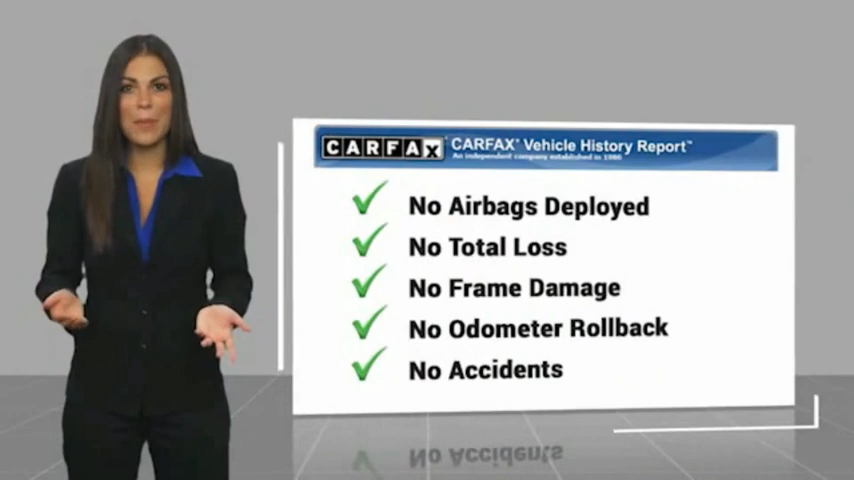 CARFAX CARFAX® Vehicle History Report™
An independent company established in 1986
No Airbags Deployed
No Total Loss
No Frame Damage
No Odometer Rollback
No Accidents
No Accidents